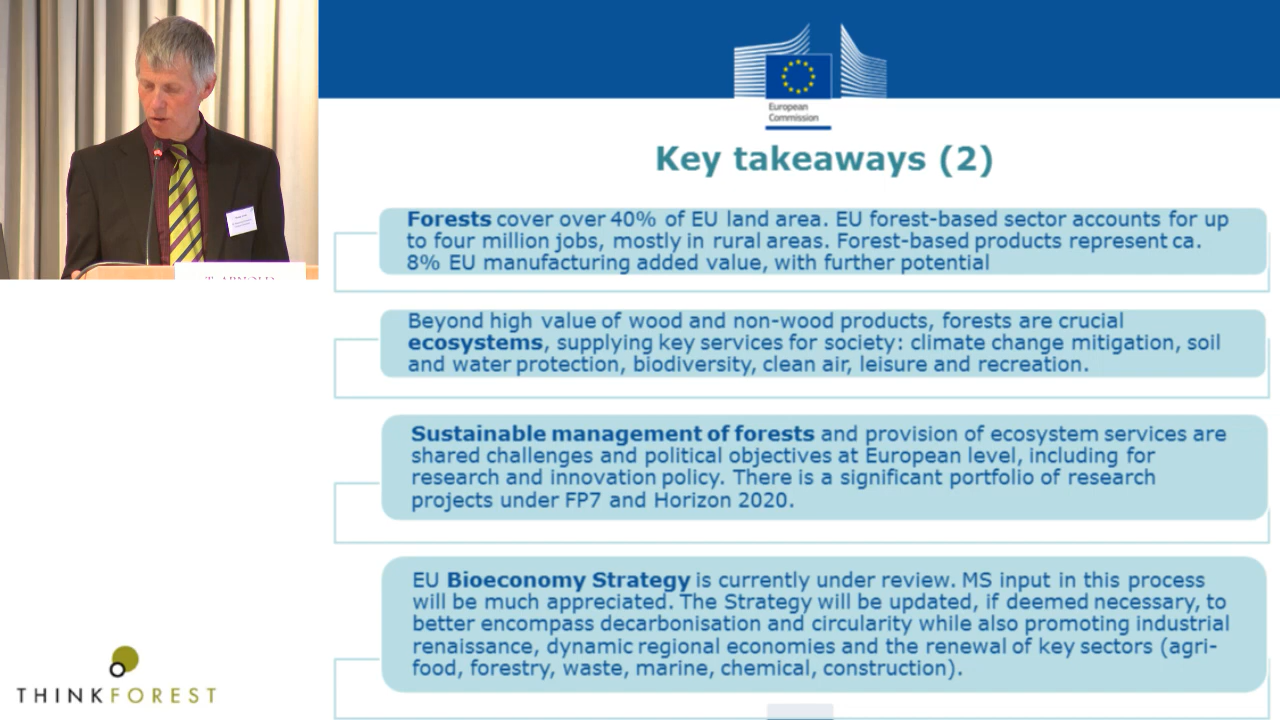 European
Commission
Key takeaways (2)
Forests cover over 40% of EU land area. EU forest-based sector accounts for up
to four million jobs, mostly in rural areas. Forest-based products represent ca.
8% EU manufacturing added value, with further potential
Beyond high value of wood and non-wood products, forests are crucial
ecosystems, supplying key services for society: climate change mitigation, soil
and water protection, biodiversity, clean air, leisure and recreation.
Sustainable management of forests and provision of ecosystem services are
shared challenges and political objectives at European level, including for
research and innovation policy. There is a significant portfolio of research
projects under FP7 and Horizon 2020.
EU Bioeconomy Strategy is currently under review. MS input in this process
will be much appreciated. The Strategy will be updated, if deemed necessary, to
better encompass decarbonisation and circularity while also promoting industrial
renaissance, dynamic regional economies and the renewal of key sectors (agri-
food, forestry, waste, marine, chemical, construction).
THINKFOREST